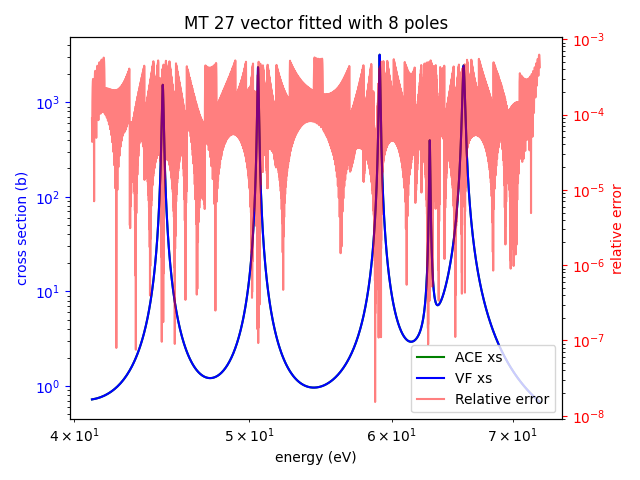 MT 27 vector fitted with 8 poles
10³
10²
10¹
10⁰
cross section (b)
10⁻³
10⁻⁴
10⁻⁵
10⁻⁶
10⁻⁷
10⁻⁸
relative error
ACE xs
VF xs
Relative error
4 × 10¹ 5 × 10¹ 6 × 10¹ 7 × 10¹
energy (eV)